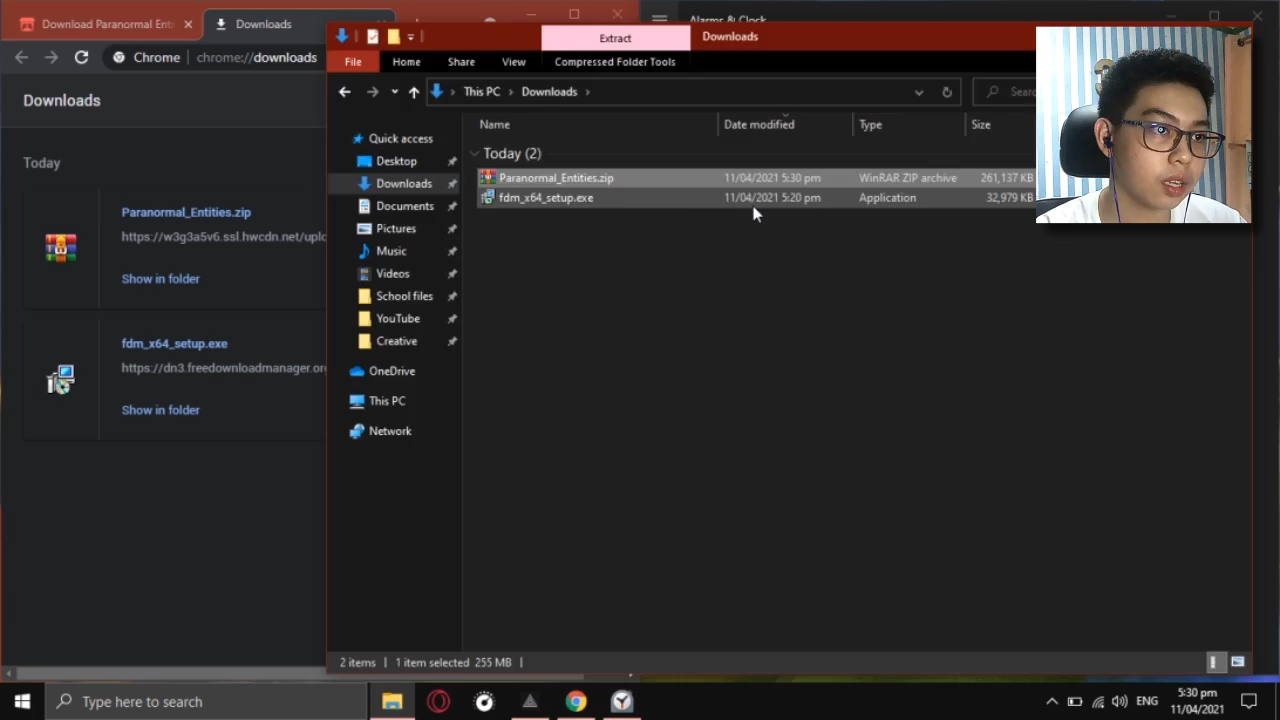 Download Paranormal Ent
Downloads
Alarms & Clock
Chrome
chrome://downloads
Downloads
Today
Paranormal_Entities.zip
https://w3g3a5v6.ssl.hwcdn.net/uplo
Show in folder
fdm_x64_setup.exe
https://dn3.freedownloadmanager.or
Show in folder
Extract
Downloads
File
Home
Share
View
Compressed Folder Tools
This PC
Downloads
Sear
Name
Date modified
Type
Size
Today (2)
Paranormal_Entities.zip
11/04/2021 5:30 pm
WinRAR ZIP archive
261,137 KB
fdm_x64_setup.exe
11/04/2021 5:20 pm
Application
32,979 KB
Quick access
Desktop
Downloads
Documents
Pictures
Music
Videos
School files
YouTube
Creative
OneDrive
This PC
Network
2 items
1 item selected 255 MB
Type here to search
ENG
5:30 pm
11/04/2021